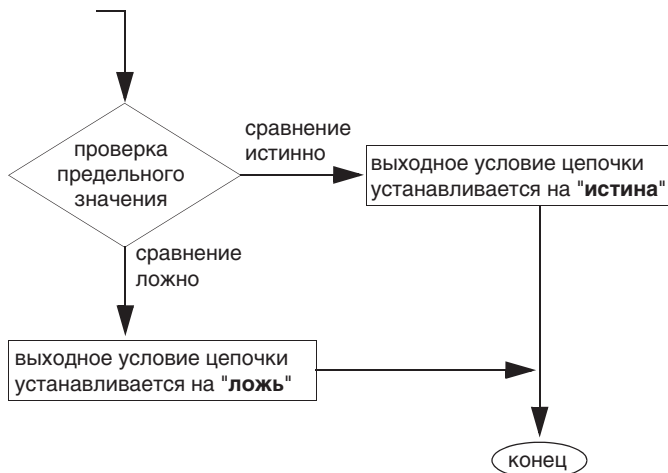 проверка
предельного
значения
сравнение
истинно
выходное условие цепочки
устанавливается на "истина"
сравнение
ложно
выходное условие цепочки
устанавливается на "ложь"
конец